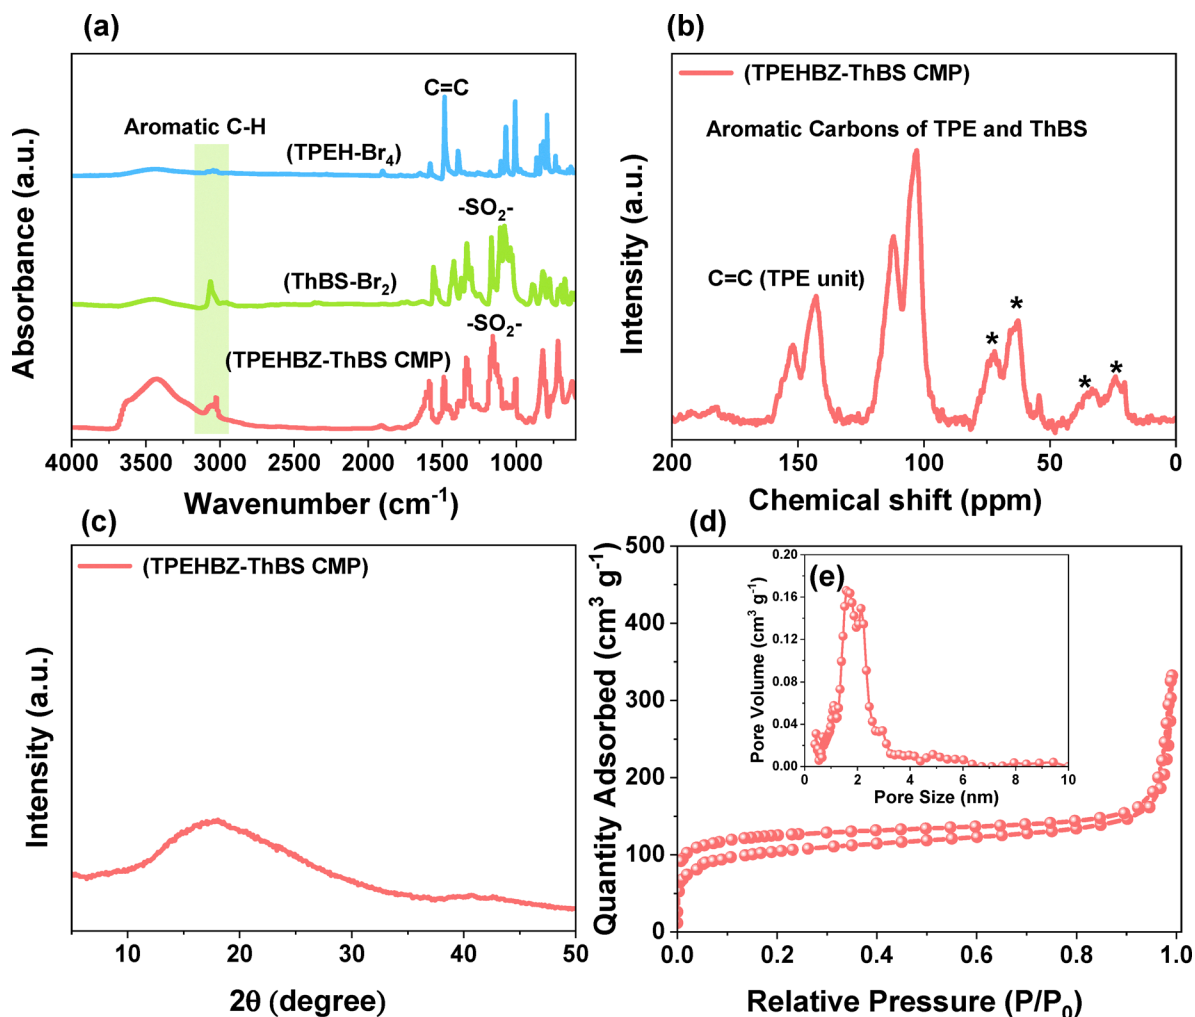 (a)
Absorbance (a.u.)
C=C
Aromatic C-H
(TPEH-Br4)
-SO2-
(ThBS-Br2)
-SO2-
(TPEHBZ-ThBS CMP)
4000 3500 3000 2500 2000 1500 1000
Wavenumber (cm-1)
(b)
Intensity (a.u.)
(TPEHBZ-ThBS CMP)
Aromatic Carbons of TPE and ThBS
C=C (TPE unit)
* * * *
200 150 100 50 0
Chemical shift (ppm)
(c)
Intensity (a.u.)
(TPEHBZ-ThBS CMP)
10 20 30 40 50
2θ (degree)
(d)
Quantity Adsorbed (cm3 g-1)
500
400
300
200
100
0
0.0 0.2 0.4 0.6 0.8 1.0
Relative Pressure (P/P0)
(e)
Pore Volume (cm3 g-1)
0.20
0.16
0.12
0.08
0.04
0.00
0 2 4 6 8 10
Pore Size (nm)